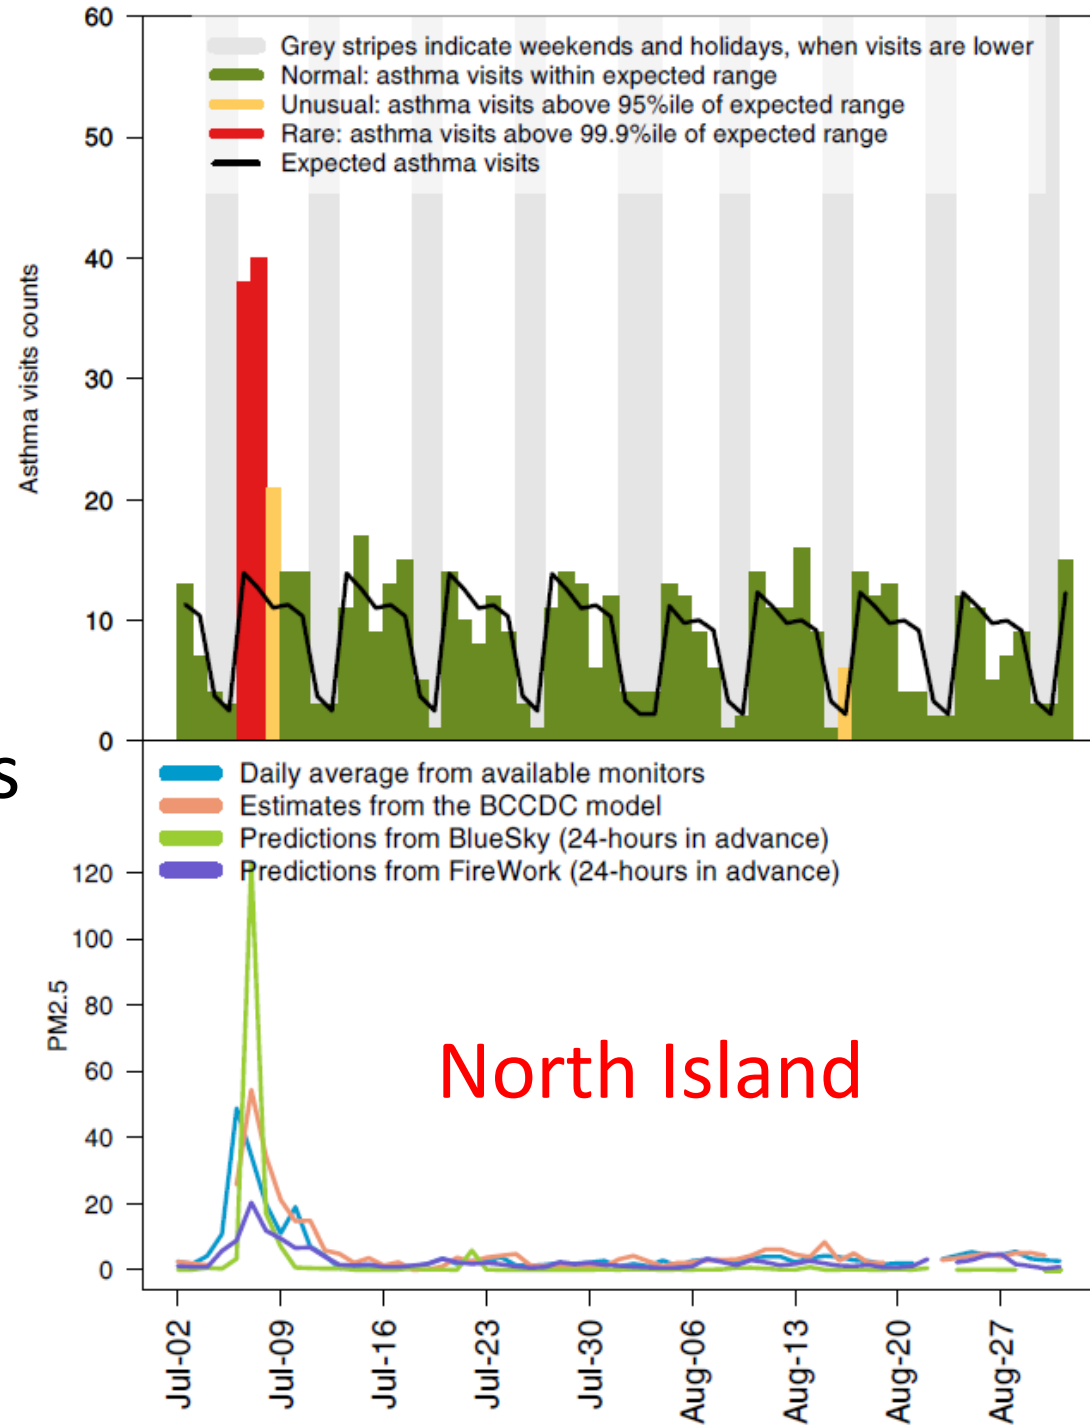 60
Grey stripes indicate weekends and holidays, when visits are lower
Normal: asthma visits within expected range
Unusual: asthma visits above 95%ile of expected range
Rare: asthma visits above 99.9%ile of expected range
Expected asthma visits
50
40
30
20
10
0
Asthma visits counts
s
Daily average from available monitors
Estimates from the BCCDC model
Predictions from BlueSky (24-hours in advance)
Predictions from FireWork (24-hours in advance)
120
100
80
60
40
20
0
PM2.5
North Island
Jul-02
Jul-09
Jul-16
Jul-23
Jul-30
Aug-06
Aug-13
Aug-20
Aug-27